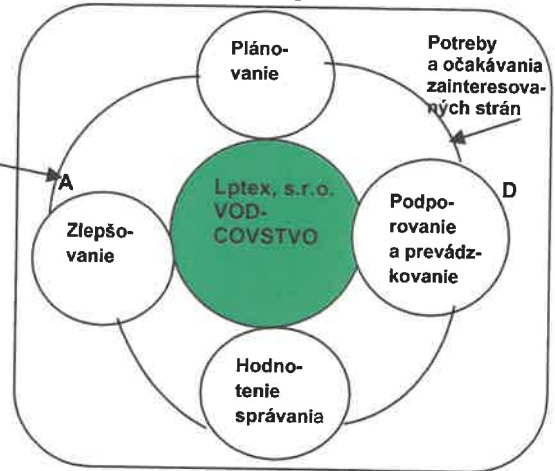 Pláno-
vanie
Potreby
a očakávania
zainteresova-
ných strán
A
D
Lptex, s.r.o.
VOD-
COVSTVO
Zlepšo-
vanie
Podpo-
rovanie
a prevádz-
kovanie
Hodno-
tenie
správania